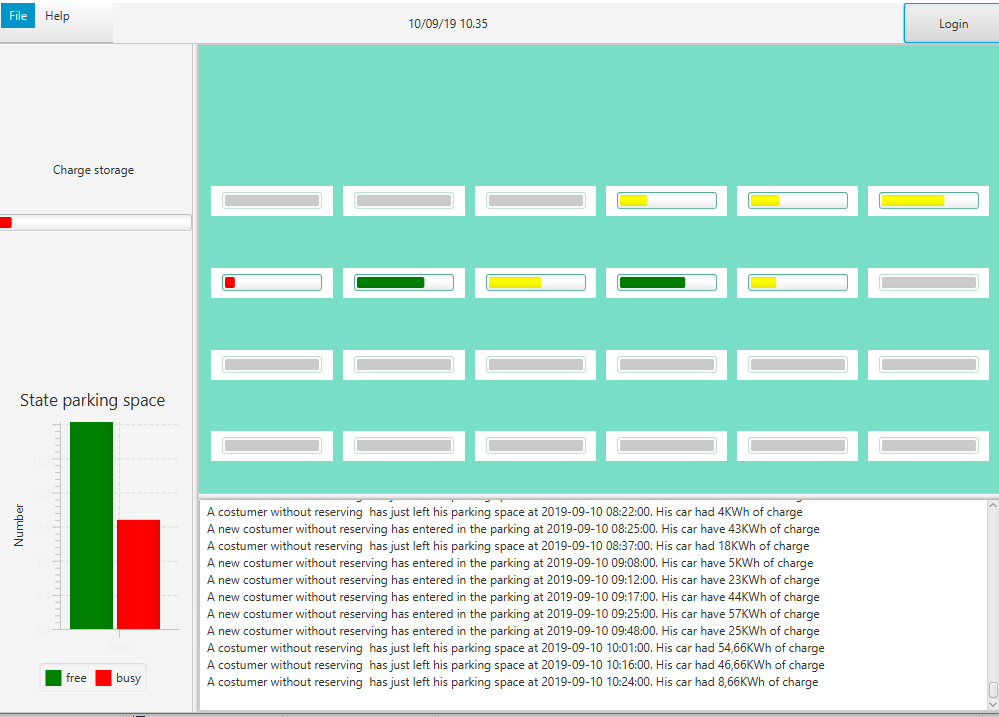 File Help 10/09/19 10.35 Login
Charge storage
State parking space
Number
free busy
A costumer without reserving  has just left his parking space at 2019-09-10 08:22:00. His car had 4KWh of charge
A new costumer without reserving has entered in the parking at 2019-09-10 08:25:00. His car have 43KWh of charge
A costumer without reserving  has just left his parking space at 2019-09-10 08:37:00. His car had 18KWh of charge
A new costumer without reserving has entered in the parking at 2019-09-10 09:08:00. His car have 5KWh of charge
A new costumer without reserving has entered in the parking at 2019-09-10 09:12:00. His car have 23KWh of charge
A new costumer without reserving has entered in the parking at 2019-09-10 09:17:00. His car have 44KWh of charge
A new costumer without reserving has entered in the parking at 2019-09-10 09:25:00. His car have 57KWh of charge
A new costumer without reserving has entered in the parking at 2019-09-10 09:48:00. His car have 25KWh of charge
A costumer without reserving  has just left his parking space at 2019-09-10 10:01:00. His car had 54,66KWh of charge
A costumer without reserving  has just left his parking space at 2019-09-10 10:16:00. His car had 46,66KWh of charge
A costumer without reserving  has just left his parking space at 2019-09-10 10:24:00. His car had 8,66KWh of charge